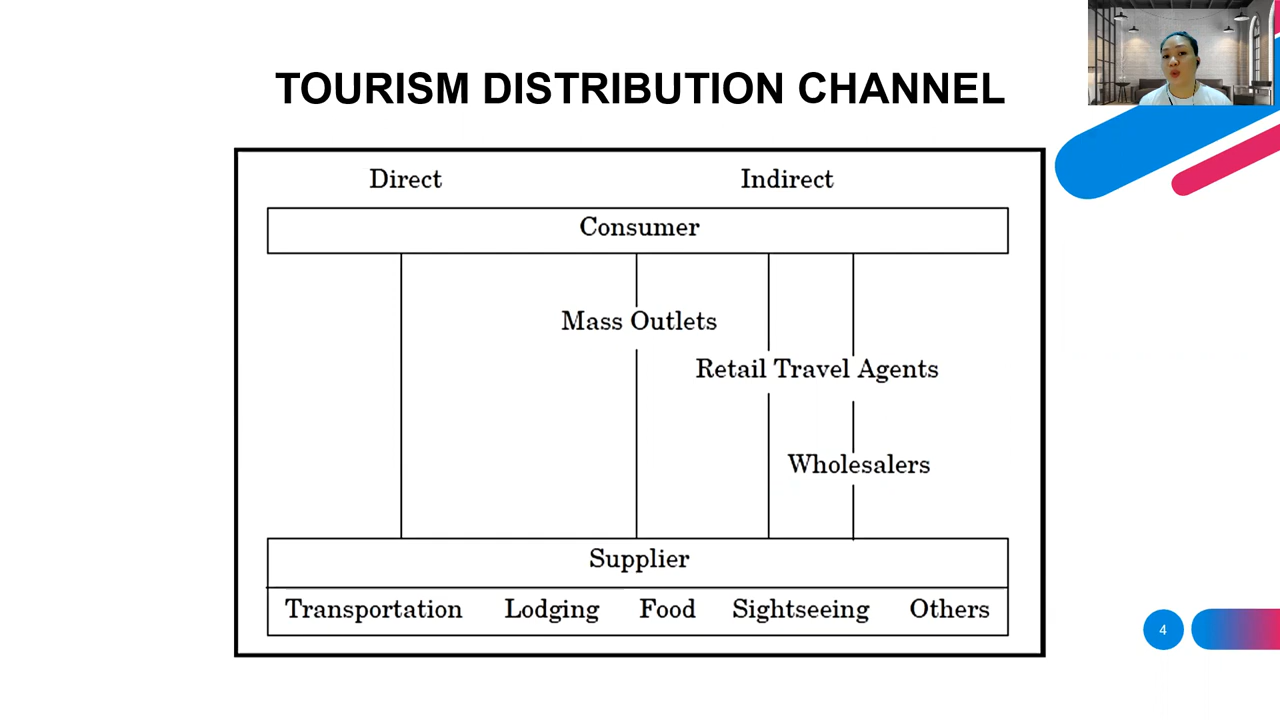 TOURISM DISTRIBUTION CHANNEL
Direct Indirect
Consumer
Mass Outlets
Retail Travel Agents
Wholesalers
Supplier
Transportation Lodging Food Sightseeing Others
4